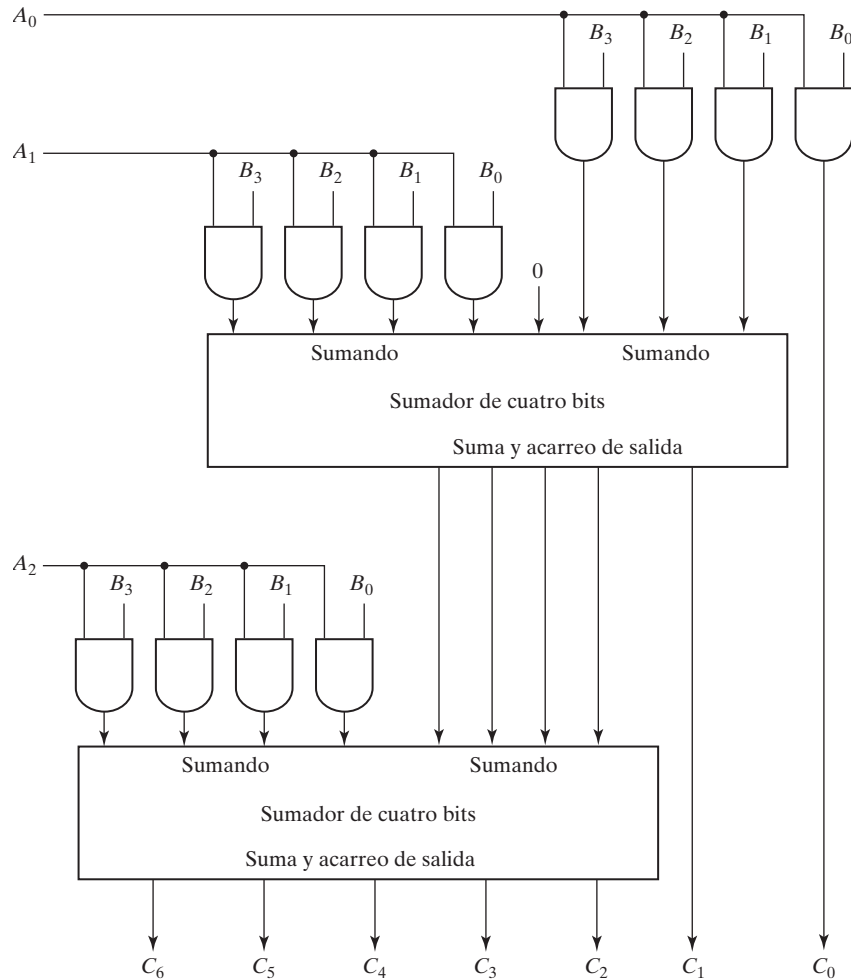 A0
B3 B2 B1 B0
A1
B3 B2 B1 B0
0
Sumando Sumando
Sumador de cuatro bits
Suma y acarreo de salida
A2
B3 B2 B1 B0
Sumando Sumando
Sumador de cuatro bits
Suma y acarreo de salida
C6 C5 C4 C3 C2 C1 C0